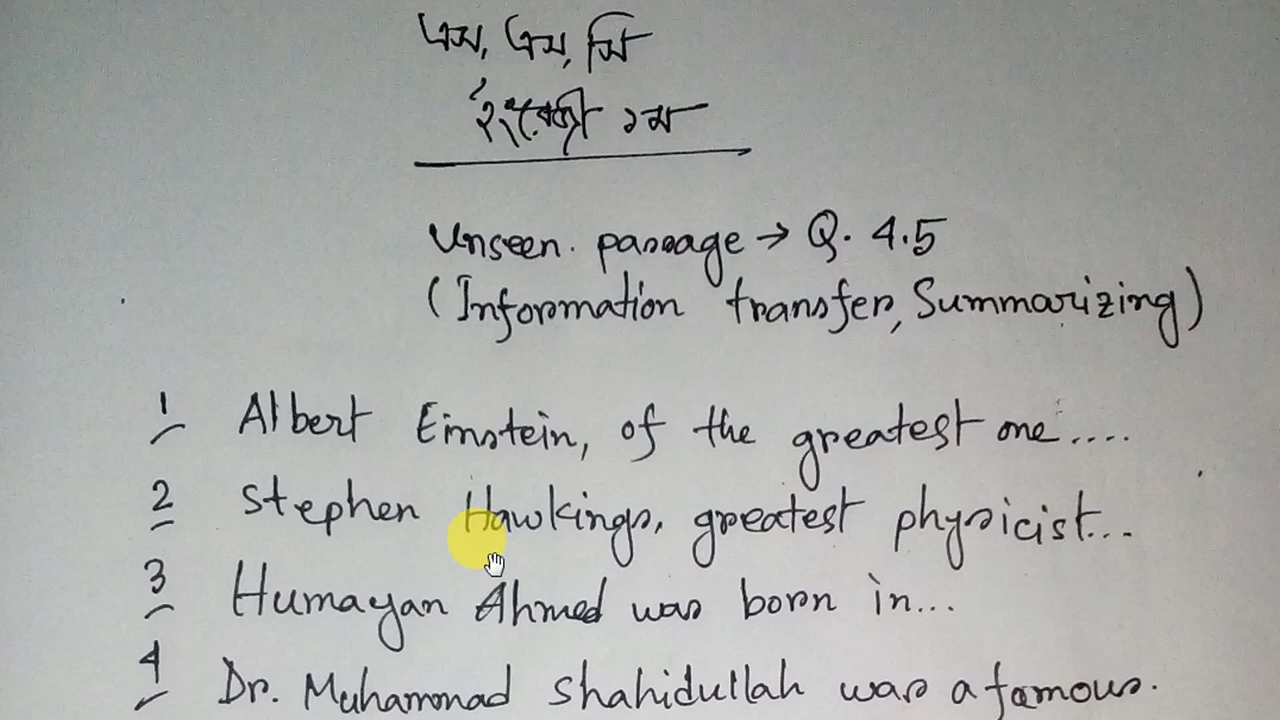 এস, এস, সি
ইংরেজী ১ম
Unseen. passage → Q. 4.5
(Information transfer, Summarizing)
1 Albert Einstein, of the greatest one....
2 Stephen Hawkings, greatest physicist...
3 Humayan Ahmed was born in...
4 Dr. Muhammad Shahidullah was a famous.